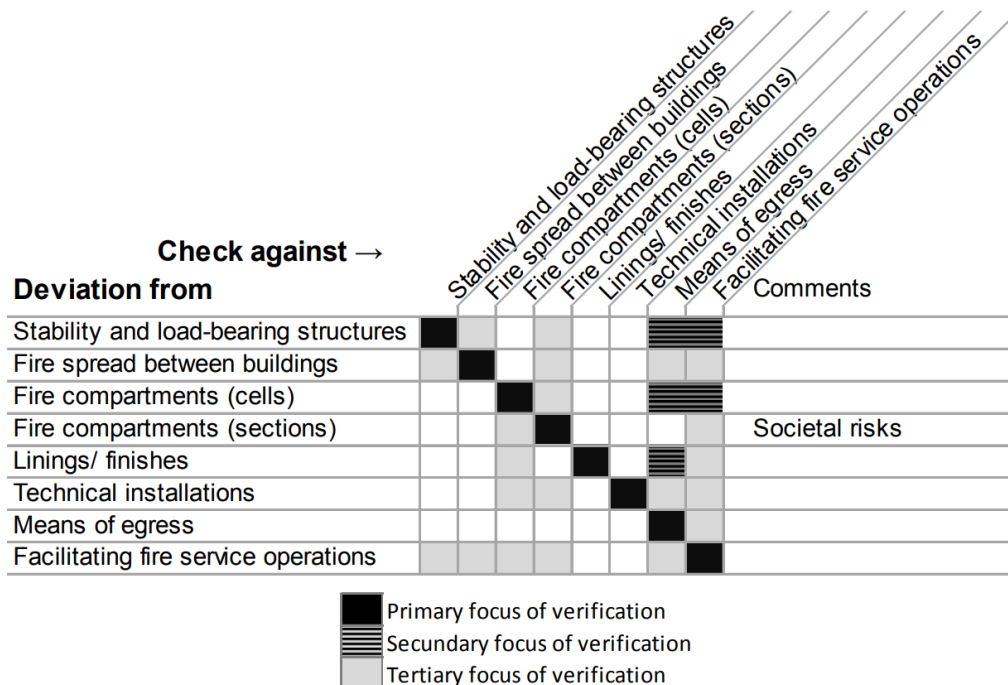 Stability and load-bearing structures
Fire spread between buildings
Fire compartments (cells)
Fire compartments (sections)
Linings/ finishes
Technical installations
Means of egress
Facilitating fire service operations
Check against →
Deviation from
Comments
Stability and load-bearing structures
Fire spread between buildings
Fire compartments (cells)
Fire compartments (sections)
Societal risks
Linings/ finishes
Technical installations
Means of egress
Facilitating fire service operations
Primary focus of verification
Secundary focus of verification
Tertiary focus of verification